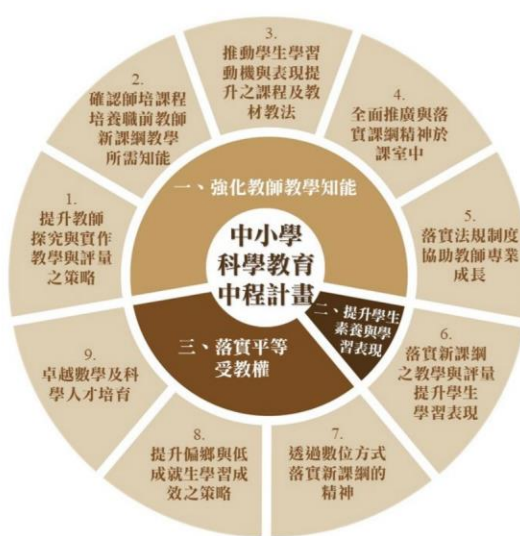 中小學
科學教育
中程計畫
一、強化教師教學知能
二、提升學生
素養與學
習表現
三、落實平等
受教權
1.
提升教師
探究與實作
教學與評量
之策略
2.
確認師培課程
培養職前教師
新課綱教學
所需知能
3.
推動學生學習
動機與表現提
升之課程及教
材教法
4.
全面推廣與落
實課綱精神於
課室中
5.
落實法規制度
協助教師專業
成長
6.
落實新課綱
之教學與評量
提升學生
學習表現
7.
透過數位方式
落實新課綱的
精神
8.
提升偏鄉與低
成就生學習成
效之策略
9.
卓越數學及科
學人才培育